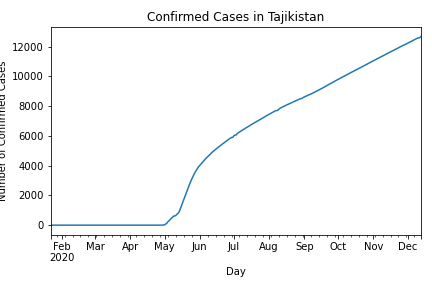 Confirmed Cases in Tajikistan
Number of Confirmed Cases
12000
10000
8000
6000
4000
2000
0
Feb Mar Apr May Jun Jul Aug Sep Oct Nov Dec
2020
Day